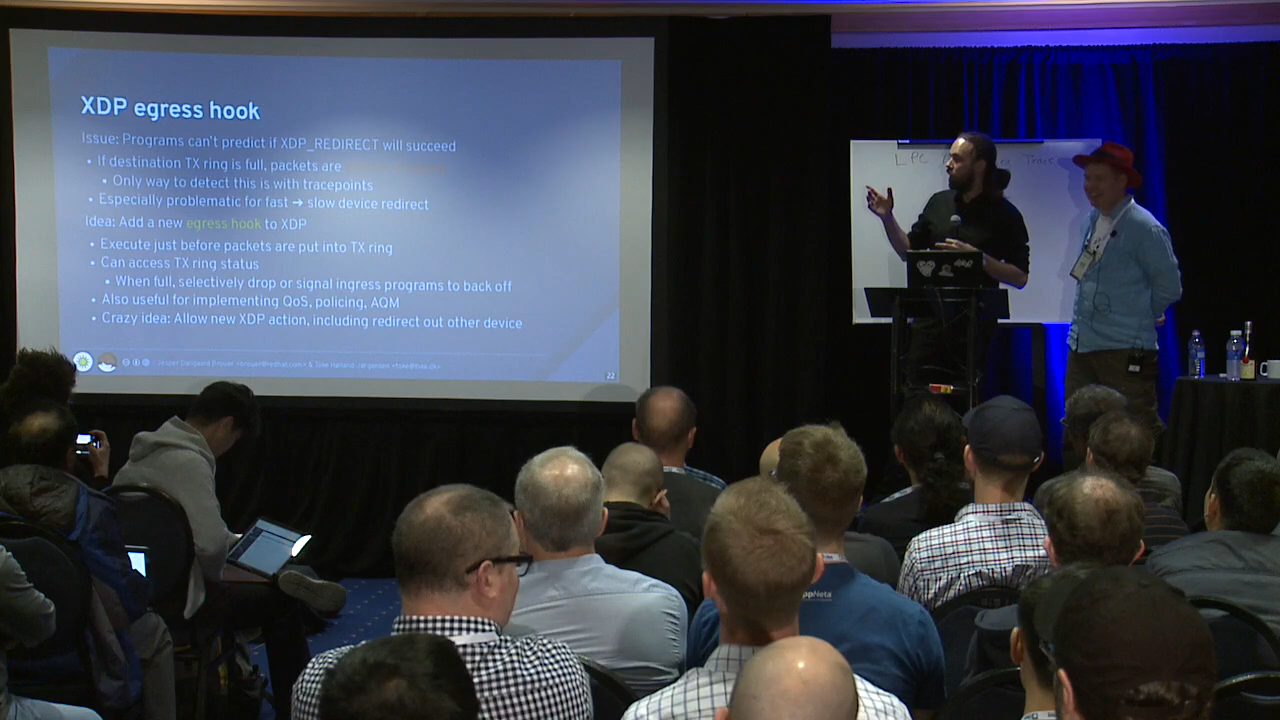 XDP egress hook
Issue: Programs can't predict if XDP_REDIRECT will succeed
• If destination TX ring is full, packets are
• Only way to detect this is with tracepoints
• Especially problematic for fast → slow device redirect
Idea: Add a new egress hook to XDP
• Execute just before packets are put into TX ring
• Can access TX ring status
• When full, selectively drop or signal ingress programs to back off
• Also useful for implementing QoS, policing, AQM
• Crazy idea: Allow new XDP action, including redirect out other device
22
LPC
ppNeta